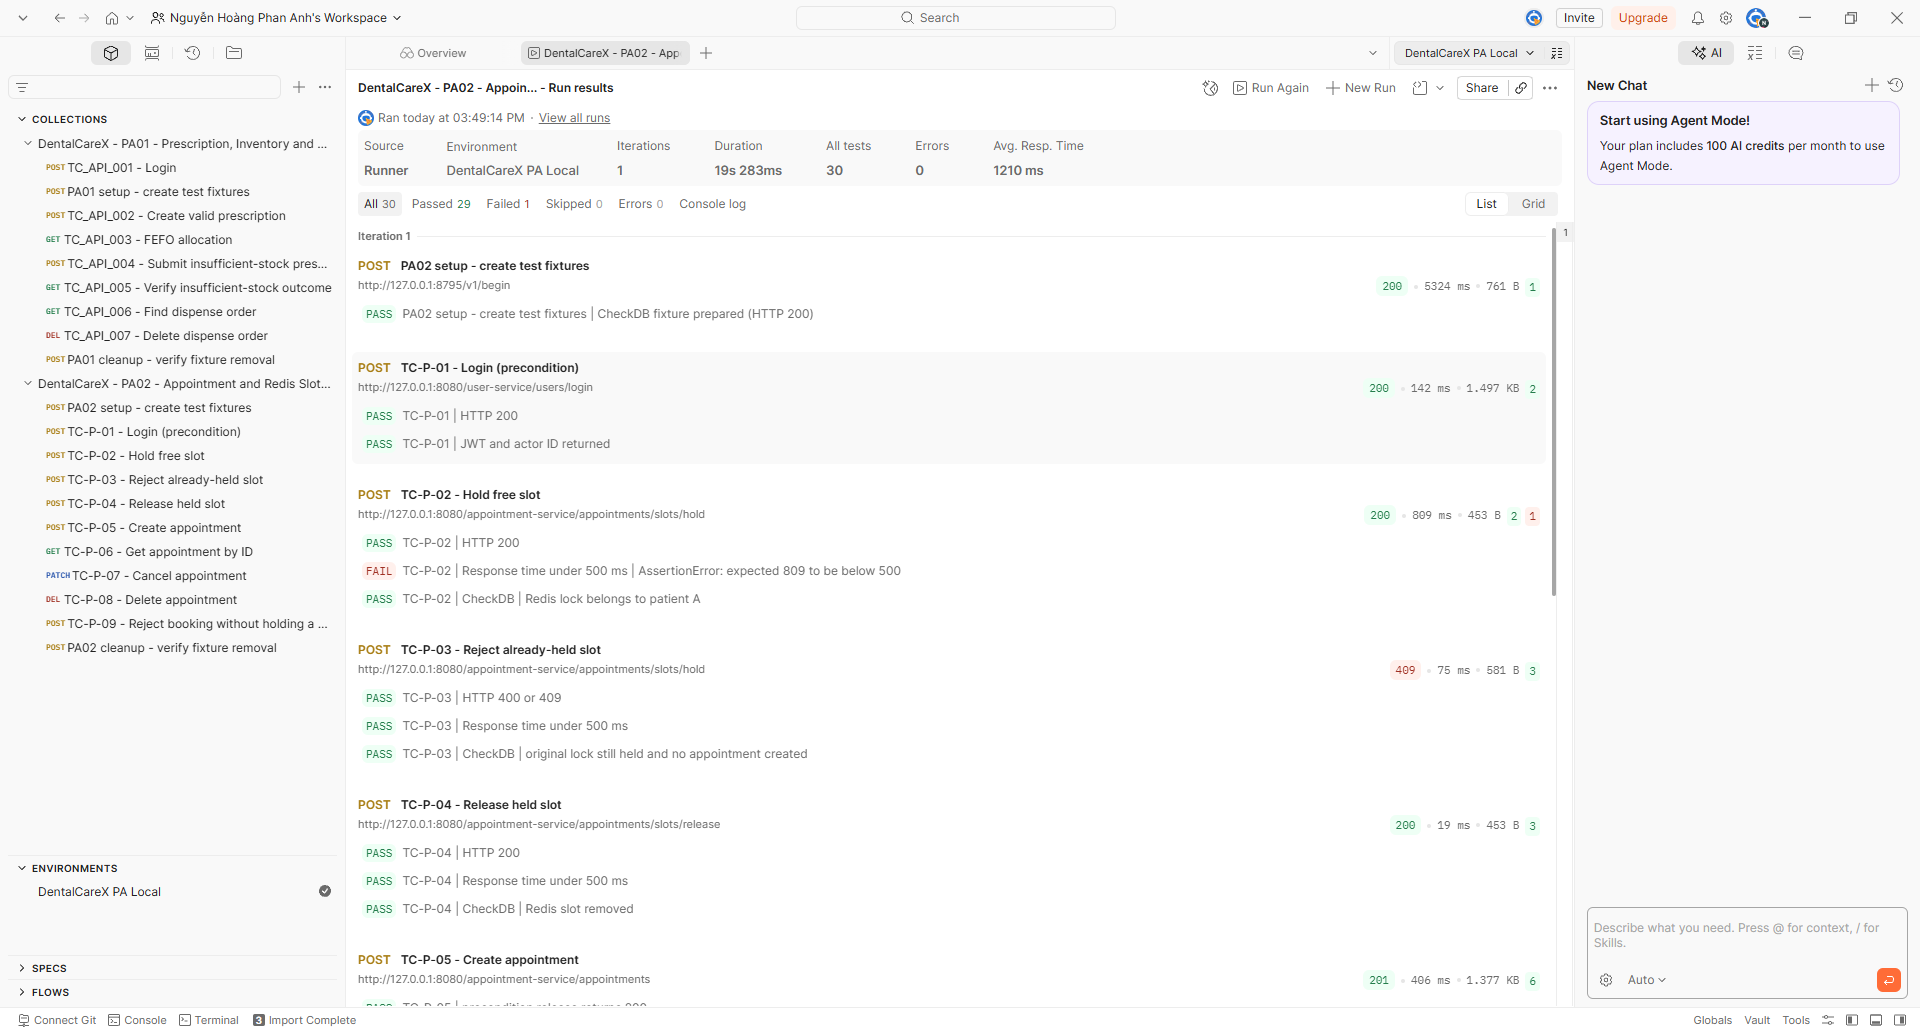 Nguyễn Hoàng Phan Anh's Workspace
Search
Invite
Upgrade
Overview
DentalCareX - PA02 - App
DentalCareX PA Local
AI
COLLECTIONS
DentalCareX - PA01 - Prescription, Inventory and ...
POST TC_API_001 - Login
POST PA01 setup - create test fixtures
POST TC_API_002 - Create valid prescription
GET TC_API_003 - FEFO allocation
POST TC_API_004 - Submit insufficient-stock pres...
GET TC_API_005 - Verify insufficient-stock outcome
GET TC_API_006 - Find dispense order
DEL TC_API_007 - Delete dispense order
POST PA01 cleanup - verify fixture removal
DentalCareX - PA02 - Appointment and Redis Slot...
POST PA02 setup - create test fixtures
POST TC-P-01 - Login (precondition)
POST TC-P-02 - Hold free slot
POST TC-P-03 - Reject already-held slot
POST TC-P-04 - Release held slot
POST TC-P-05 - Create appointment
GET TC-P-06 - Get appointment by ID
PATCH TC-P-07 - Cancel appointment
DEL TC-P-08 - Delete appointment
POST TC-P-09 - Reject booking without holding a ...
POST PA02 cleanup - verify fixture removal
ENVIRONMENTS
DentalCareX PA Local
SPECS
FLOWS
DentalCareX - PA02 - Appoin... - Run results
Run Again
New Run
Share
Ran today at 03:49:14 PM · View all runs
Source Environment Iterations Duration All tests Errors Avg. Resp. Time
Runner DentalCareX PA Local 1 19s 283ms 30 0 1210 ms
All 30 Passed 29 Failed 1 Skipped 0 Errors 0 Console log
List Grid
Iteration 1
1
POST PA02 setup - create test fixtures
http://127.0.0.1:8795/v1/begin
200 • 5324 ms • 761 B 1
PASS PA02 setup - create test fixtures | CheckDB fixture prepared (HTTP 200)
POST TC-P-01 - Login (precondition)
http://127.0.0.1:8080/user-service/users/login
200 • 142 ms • 1.497 KB 2
PASS TC-P-01 | HTTP 200
PASS TC-P-01 | JWT and actor ID returned
POST TC-P-02 - Hold free slot
http://127.0.0.1:8080/appointment-service/appointments/slots/hold
200 • 809 ms • 453 B 2 1
PASS TC-P-02 | HTTP 200
FAIL TC-P-02 | Response time under 500 ms | AssertionError: expected 809 to be below 500
PASS TC-P-02 | CheckDB | Redis lock belongs to patient A
POST TC-P-03 - Reject already-held slot
http://127.0.0.1:8080/appointment-service/appointments/slots/hold
409 • 75 ms • 581 B 3
PASS TC-P-03 | HTTP 400 or 409
PASS TC-P-03 | Response time under 500 ms
PASS TC-P-03 | CheckDB | original lock still held and no appointment created
POST TC-P-04 - Release held slot
http://127.0.0.1:8080/appointment-service/appointments/slots/release
200 • 19 ms • 453 B 3
PASS TC-P-04 | HTTP 200
PASS TC-P-04 | Response time under 500 ms
PASS TC-P-04 | CheckDB | Redis slot removed
POST TC-P-05 - Create appointment
http://127.0.0.1:8080/appointment-service/appointments
201 • 406 ms • 1.377 KB 6
New Chat
Start using Agent Mode!
Your plan includes 100 AI credits per month to use
Agent Mode.
Describe what you need. Press @ for context, / for
Skills.
Auto
Connect Git
Console
Terminal
3 Import Complete
Globals
Vault
Tools